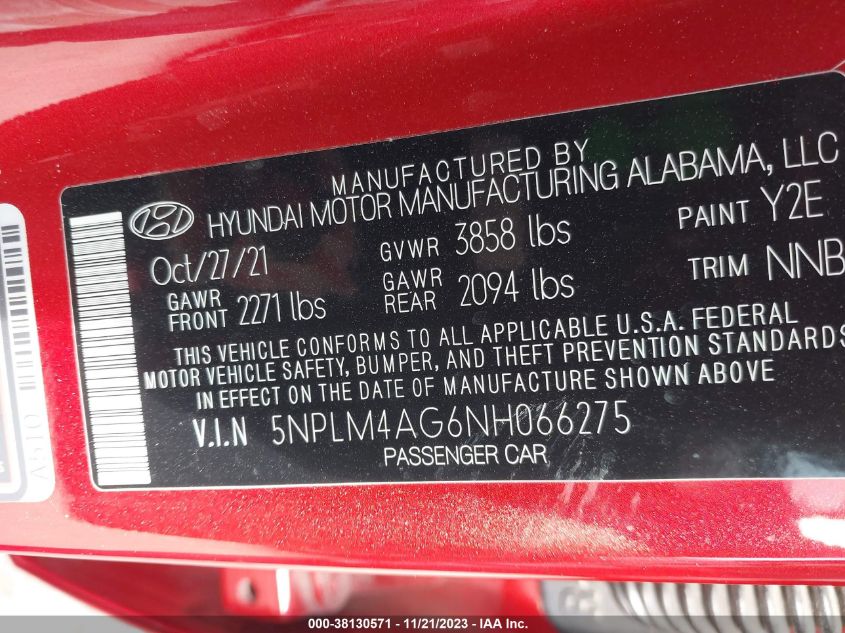 MANUFACTURED BY
HYUNDAI MOTOR MANUFACTURING ALABAMA, LLC
Oct/27/21 GVWR 3858 lbs PAINT Y2E
GAWR FRONT 2271 lbs GAWR REAR 2094 lbs TRIM NNB
THIS VEHICLE CONFORMS TO ALL APPLICABLE U.S.A. FEDERAL
MOTOR VEHICLE SAFETY, BUMPER, AND THEFT PREVENTION STANDARDS
IN EFFECT ON THE DATE OF MANUFACTURE SHOWN ABOVE
V.I.N 5NPLM4AG6NH066275
PASSENGER CAR
A510
000-38130571 - 11/21/2023 - Copyright IAA, Inc.